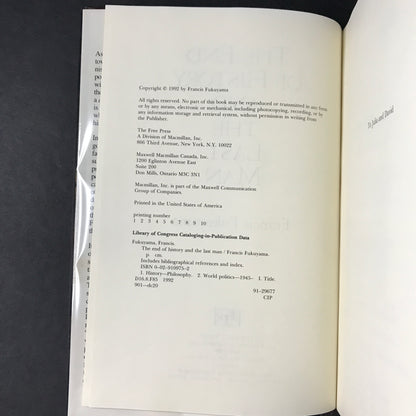 Copyright © 1992 by Francis Fukuyama
All rights reserved. No part of this book may be reproduced or transmitted in any form
or by any means, electronic or mechanical, including photocopying, recording, or by
any information storage and retrieval system, without permission in writing from
the Publisher.
The Free Press
A Division of Macmillan, Inc.
866 Third Avenue, New York, N.Y. 10022
Maxwell Macmillan Canada, Inc.
1200 Eglinton Avenue East
Suite 200
Don Mills, Ontario M3C 3N1
Macmillan, Inc. is part of the Maxwell Communication
Group of Companies.
Printed in the United States of America
printing number
1 2 3 4 5 6 7 8 9 10
Library of Congress Cataloging-in-Publication Data
Fukuyama, Francis.
The end of history and the last man / Francis Fukuyama.
p. cm.
Includes bibliographical references and index.
ISBN 0-02-910975-2
1. History—Philosophy. 2. World politics—1945- 1. Title.
D16.8.F85 1992
901—dc20
91-29677
CIP
To Julia and David